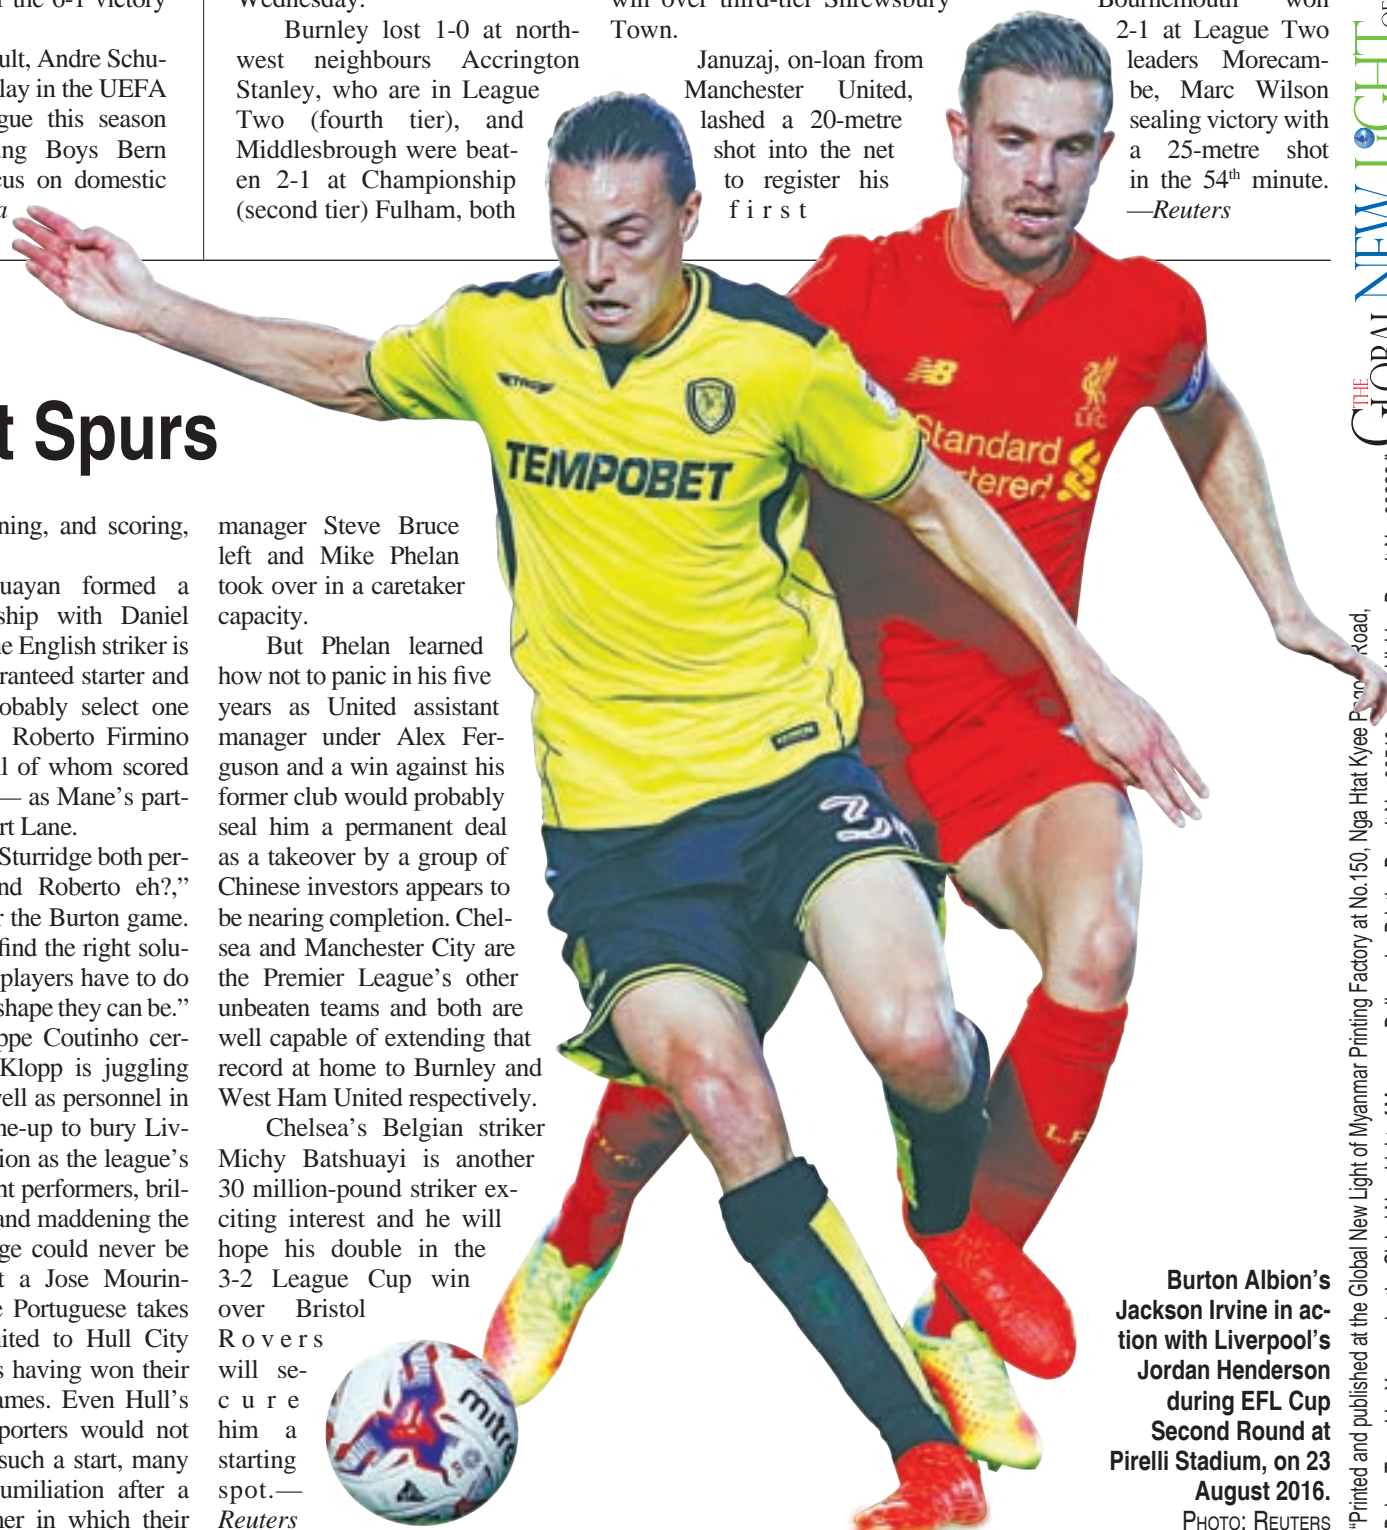 the 6-1 victory
ult, Andre Schu-
lay in the UEFA
gue this season
ng Boys Bern
cus on domestic
a
Wednesday.
Burnley lost 1-0 at north-
west neighbours Accrington
Stanley, who are in League
Two (fourth tier), and
Middlesbrough were beat-
en 2-1 at Championship
(second tier) Fulham, both
win over third-tier Shrewsbury
Town.
Januzaj, on-loan from
Manchester United,
lashed a 20-metre
shot into the net
to register his
first
Bournemouth won
2-1 at League Two
leaders Morecam-
be, Marc Wilson
sealing victory with
a 25-metre shot
in the 54th minute.
—Reuters
t Spurs
ning, and scoring,
uayan formed a
ship with Daniel
ne English striker is
ranteed starter and
obably select one
Roberto Firmino
ll of whom scored
— as Mane’s part-
rt Lane.
Sturridge both per-
nd Roberto eh?,”
r the Burton game.
find the right solu-
players have to do
shape they can be.”
ppe Coutinho cer-
Klopp is juggling
vell as personnel in
ne-up to bury Liv-
ion as the league’s
nt performers, bril-
and maddening the
ge could never be
t a Jose Mourin-
e Portuguese takes
nited to Hull City
s having won their
ames. Even Hull’s
porters would not
such a start, many
umiliation after a
ner in which their
manager Steve Bruce
left and Mike Phelan
took over in a caretaker
capacity.
But Phelan learned
how not to panic in his five
years as United assistant
manager under Alex Fer-
guson and a win against his
former club would probably
seal him a permanent deal
as a takeover by a group of
Chinese investors appears to
be nearing completion. Chel-
sea and Manchester City are
the Premier League’s other
unbeaten teams and both are
well capable of extending that
record at home to Burnley and
West Ham United respectively.
Chelsea’s Belgian striker
Michy Batshuayi is another
30 million-pound striker ex-
citing interest and he will
hope his double in the
3-2 League Cup win
over Bristol
Rovers
will se-
cure
him a
starting
spot.—
Reuters
TEMPOBET
NB
LFC
Standard
rtered
L.F
mitre
Burton Albion’s
Jackson Irvine in ac-
tion with Liverpool’s
Jordan Henderson
during EFL Cup
Second Round at
Pirelli Stadium, on 23
August 2016.
PHOTO: REUTERS
THE
GLOBAL NEW LIGHT OF
“Printed and published at the Global New Light of Myanmar Printing Factory at No.150, Nga Htat Kyee Pagoda Road,